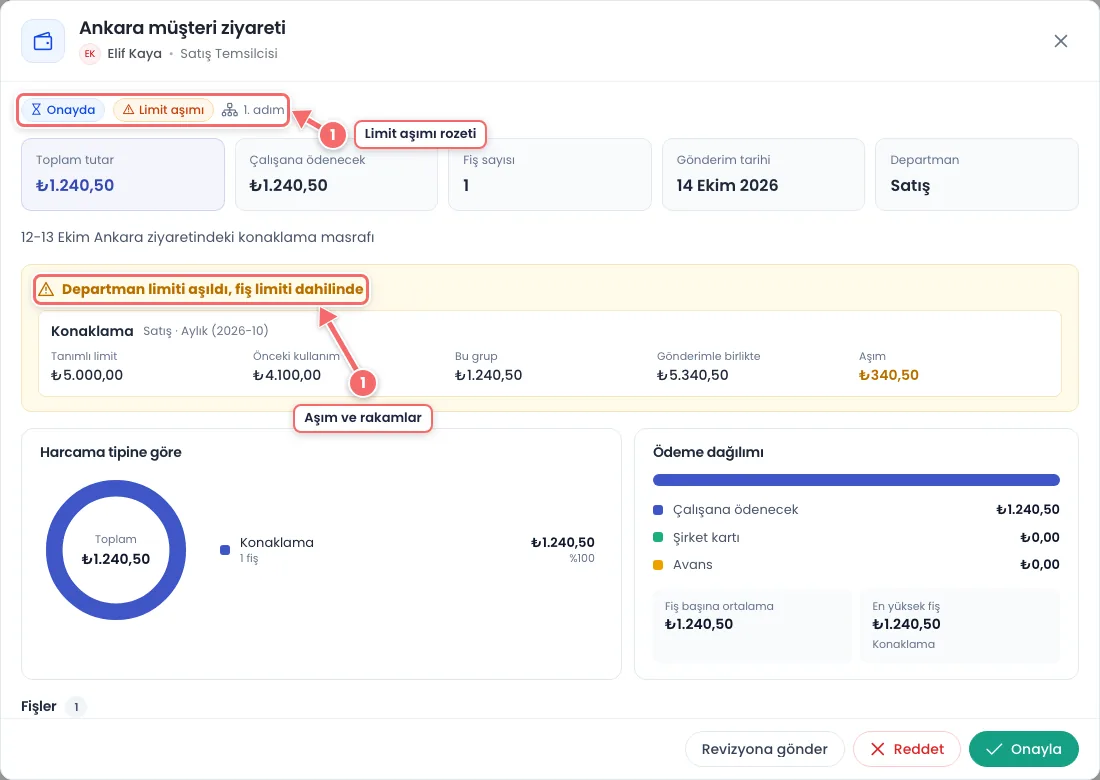 Ankara müşteri ziyareti
EK Elif Kaya • Satış Temsilcisi
Onayda Limit aşımı 1. adım
1 Limit aşımı rozeti
Toplam tutar
₺1.240,50
Çalışana ödenecek
₺1.240,50
Fiş sayısı
1
Gönderim tarihi
14 Ekim 2026
Departman
Satış
12-13 Ekim Ankara ziyaretindeki konaklama masrafı
Departman limiti aşıldı, fiş limiti dahilinde
Konaklama Satış · Aylık (2026-10)
Tanımlı limit
₺5.000,00
Önceki kullanım
₺4.100,00
Bu grup
₺1.240,50
Gönderimle birlikte
₺5.340,50
Aşım
₺340,50
1
Aşım ve rakamlar
Harcama tipine göre
Toplam
₺1.240,50
Konaklama ₺1.240,50
1 fiş %100
Ödeme dağılımı
Çalışana ödenecek ₺1.240,50
Şirket kartı ₺0,00
Avans ₺0,00
Fiş başına ortalama
₺1.240,50
En yüksek fiş
₺1.240,50
Konaklama
Fişler 1
Revizyona gönder Reddet Onayla